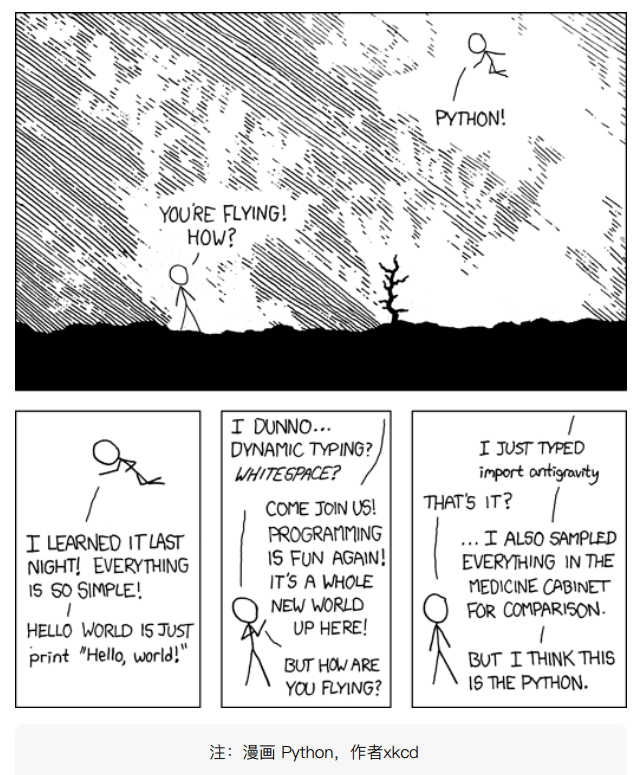 YOU'RE FLYING!
HOW?
PYTHON!
I LEARNED IT LAST
NIGHT! EVERYTHING
IS SO SIMPLE!
HELLO WORLD IS JUST
print "Hello, world!"
I DUNNO...
DYNAMIC TYPING?
WHITESPACE?
COME JOIN US!
PROGRAMMING
IS FUN AGAIN!
IT'S A WHOLE
NEW WORLD
UP HERE!
BUT HOW ARE
YOU FLYING?
I JUST TYPED
import antigravity
THAT'S IT?
... I ALSO SAMPLED
EVERYTHING IN THE
MEDICINE CABINET
FOR COMPARISON.
BUT I THINK THIS
IS THE PYTHON.
注：漫画 Python，作者xkcd